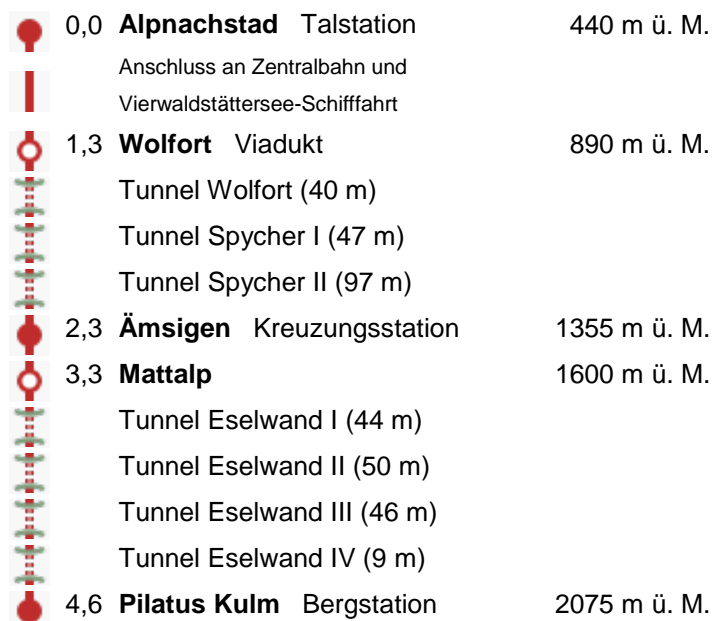 0,0 Alpnachstad Talstation 440 m ü. M.
Anschluss an Zentralbahn und
Vierwaldstättersee-Schifffahrt
1,3 Wolfort Viadukt 890 m ü. M.
Tunnel Wolfort (40 m)
Tunnel Spycher I (47 m)
Tunnel Spycher II (97 m)
2,3 Ämsigen Kreuzungsstation 1355 m ü. M.
3,3 Mattalp 1600 m ü. M.
Tunnel Eselwand I (44 m)
Tunnel Eselwand II (50 m)
Tunnel Eselwand III (46 m)
Tunnel Eselwand IV (9 m)
4,6 Pilatus Kulm Bergstation 2075 m ü. M.